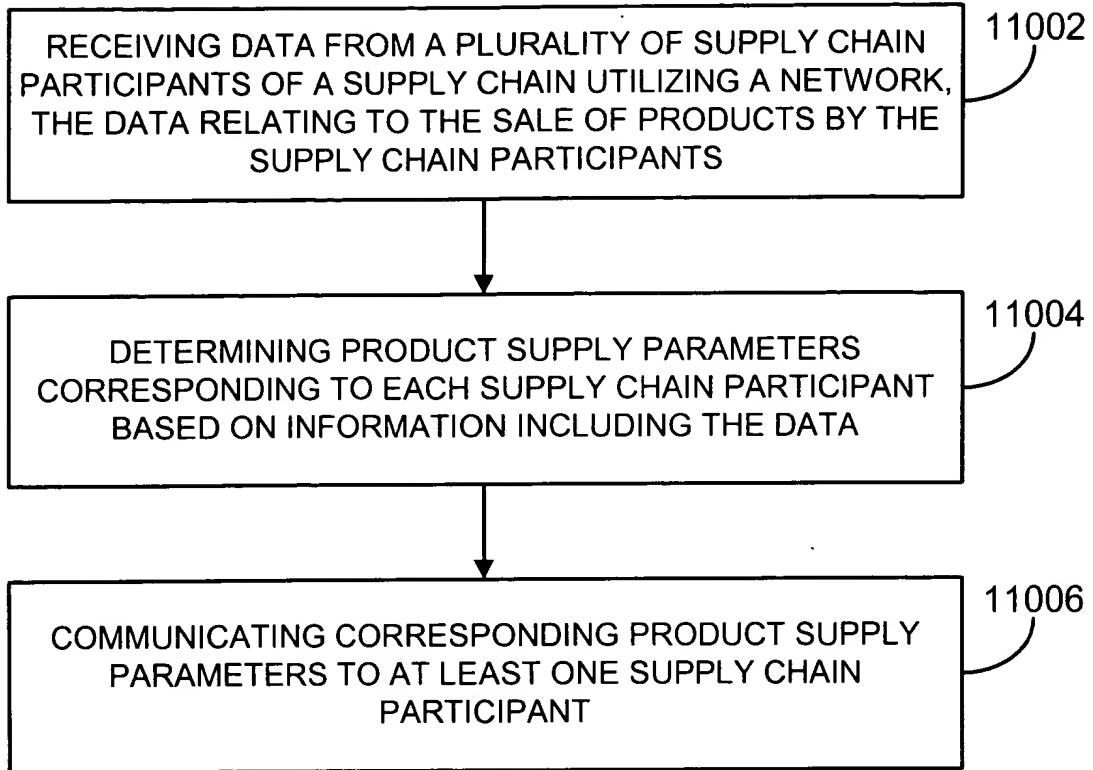 11002
RECEIVING DATA FROM A PLURALITY OF SUPPLY CHAIN
PARTICIPANTS OF A SUPPLY CHAIN UTILIZING A NETWORK,
THE DATA RELATING TO THE SALE OF PRODUCTS BY THE
SUPPLY CHAIN PARTICIPANTS
11004
DETERMINING PRODUCT SUPPLY PARAMETERS
CORRESPONDING TO EACH SUPPLY CHAIN PARTICIPANT
BASED ON INFORMATION INCLUDING THE DATA
11006
COMMUNICATING CORRESPONDING PRODUCT SUPPLY
PARAMETERS TO AT LEAST ONE SUPPLY CHAIN
PARTICIPANT